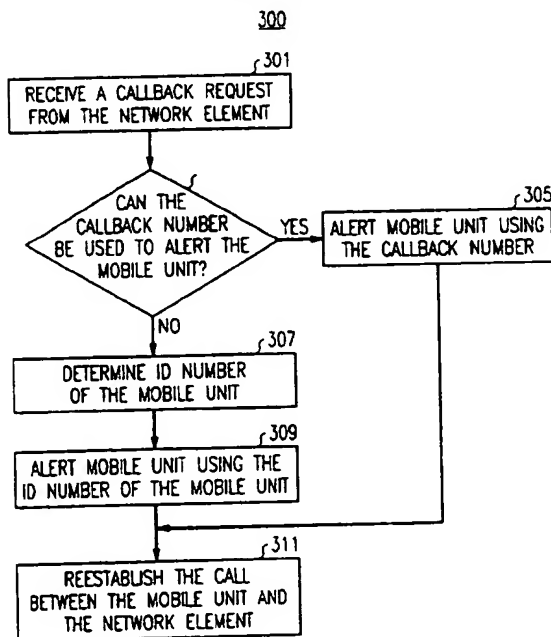 300
301
RECEIVE A CALLBACK REQUEST
FROM THE NETWORK ELEMENT
CAN THE
CALLBACK NUMBER
BE USED TO ALERT THE
MOBILE UNIT?
YES
305
ALERT MOBILE UNIT USING
THE CALLBACK NUMBER
NO
307
DETERMINE ID NUMBER
OF THE MOBILE UNIT
309
ALERT MOBILE UNIT USING THE
ID NUMBER OF THE MOBILE UNIT
311
REESTABLISH THE CALL
BETWEEN THE MOBILE UNIT AND
THE NETWORK ELEMENT